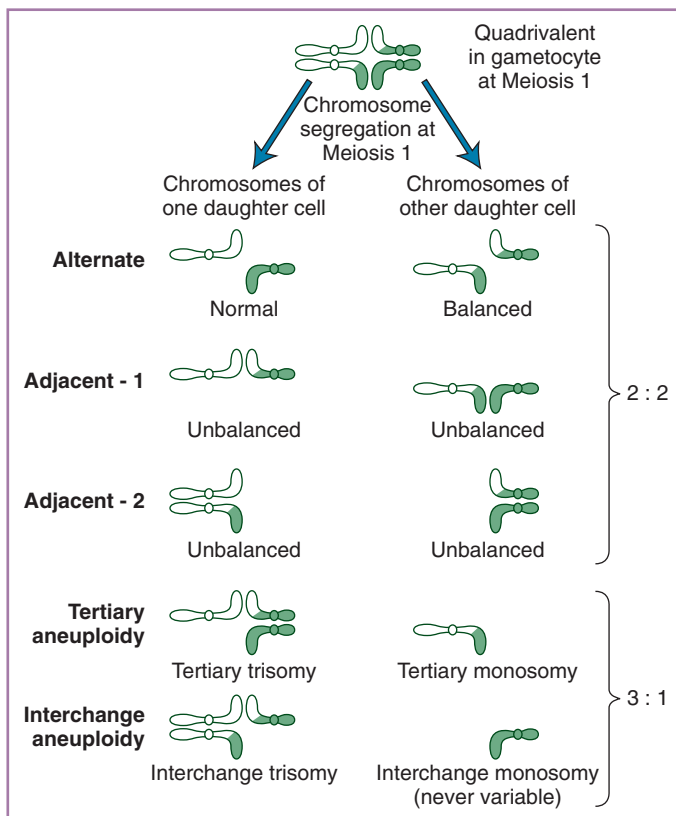 Quadrivalent
in gametocyte
at Meiosis 1
Chromosome
segregation at
Meiosis 1
Chromosomes of
one daughter cell
Chromosomes of
other daughter cell
Alternate
Normal
Balanced
Adjacent - 1
Unbalanced
Unbalanced
2 : 2
Adjacent - 2
Unbalanced
Unbalanced
Tertiary
aneuploidy
Tertiary trisomy
Tertiary monosomy
3 : 1
Interchange
aneuploidy
Interchange trisomy
Interchange monosomy
(never variable)